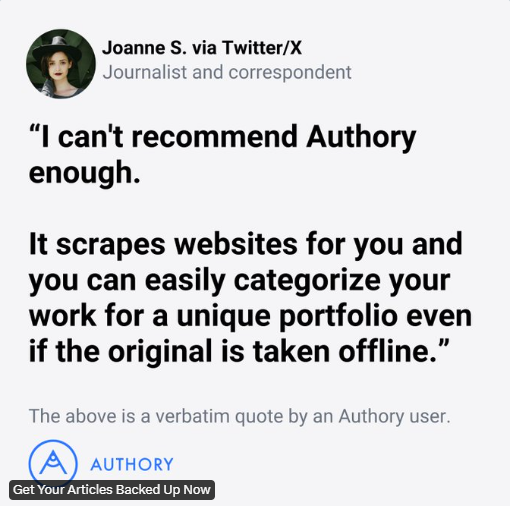 Joanne S. via Twitter/X
Journalist and correspondent
“I can't recommend Authory
enough.
It scrapes websites for you and
you can easily categorize your
work for a unique portfolio even
if the original is taken offline.”
The above is a verbatim quote by an Authory user.
AUTHORY
Get Your Articles Backed Up Now